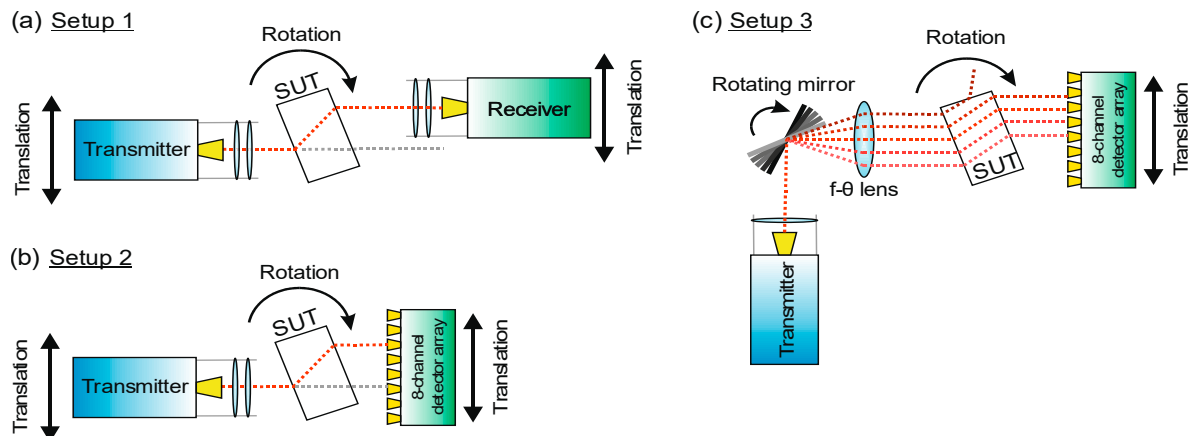 (a) Setup 1
Rotation
SUT
Translation
Transmitter
Receiver
Translation
(b) Setup 2
Rotation
SUT
Translation
Transmitter
8-channel
detector array
Translation
(c) Setup 3
Rotation
Rotating mirror
f-θ lens
SUT
8-channel
detector array
Translation
Transmitter